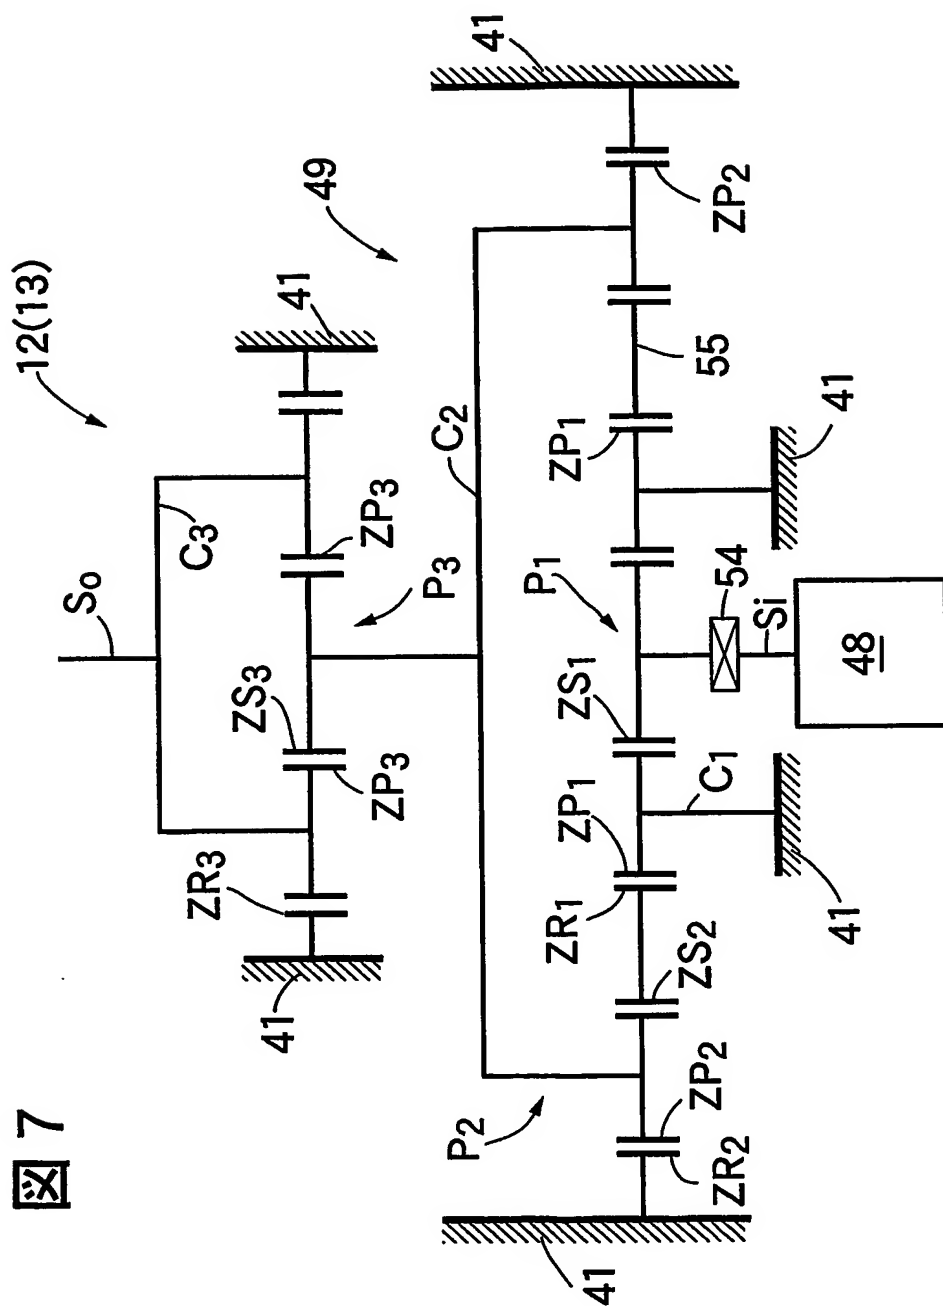 図7
12(13)
So
C3
ZR3
ZS3
41
41
49
ZP3
ZP3
P3
C2
P2
41
P1
ZR1
ZP1
ZS1
ZP1
41
ZS2
ZP2
ZR2
C1
54
55
ZP2
Si
41
41
48